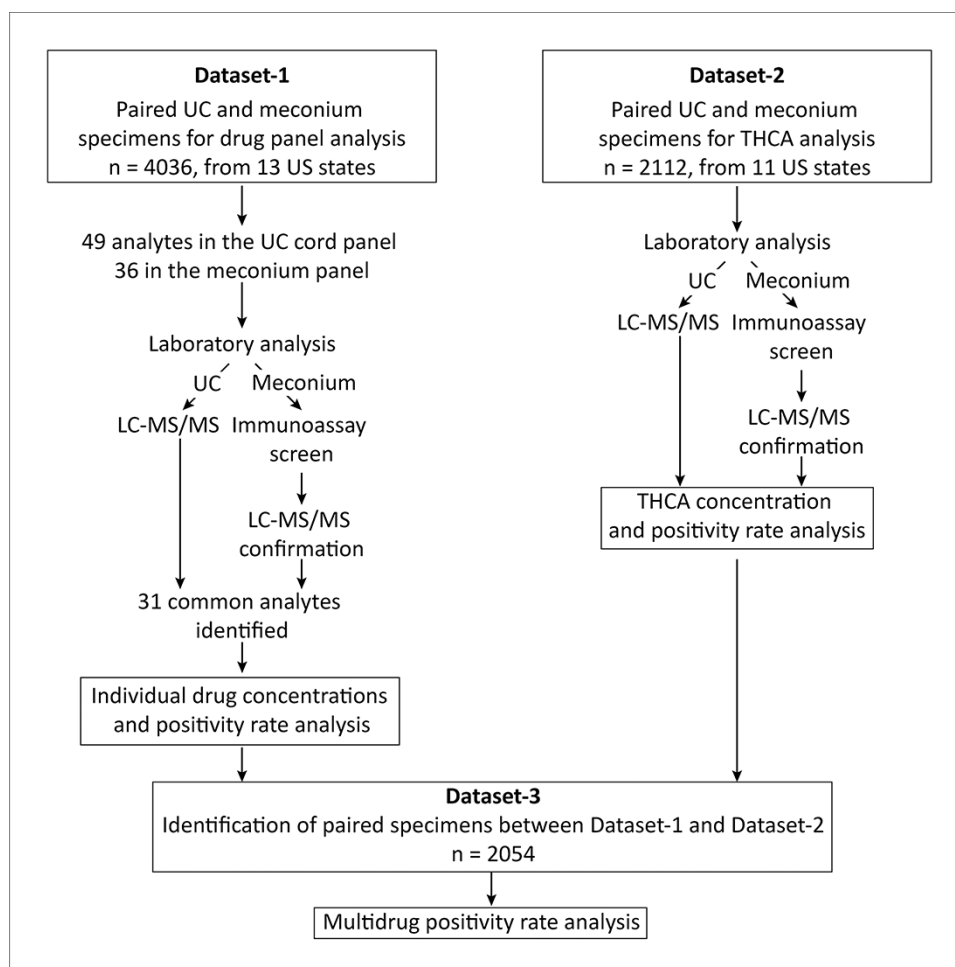 Dataset-1
Paired UC and meconium
specimens for drug panel analysis
n = 4036, from 13 US states
49 analytes in the UC cord panel
36 in the meconium panel
Laboratory analysis
UC
Meconium
LC-MS/MS
Immunoassay
screen
LC-MS/MS
confirmation
31 common analytes
identified
Individual drug concentrations
and positivity rate analysis
Dataset-2
Paired UC and meconium
specimens for THCA analysis
n = 2112, from 11 US states
Laboratory analysis
UC
Meconium
LC-MS/MS
Immunoassay
screen
LC-MS/MS
confirmation
THCA concentration
and positivity rate analysis
Dataset-3
Identification of paired specimens between Dataset-1 and Dataset-2
n = 2054
Multidrug positivity rate analysis